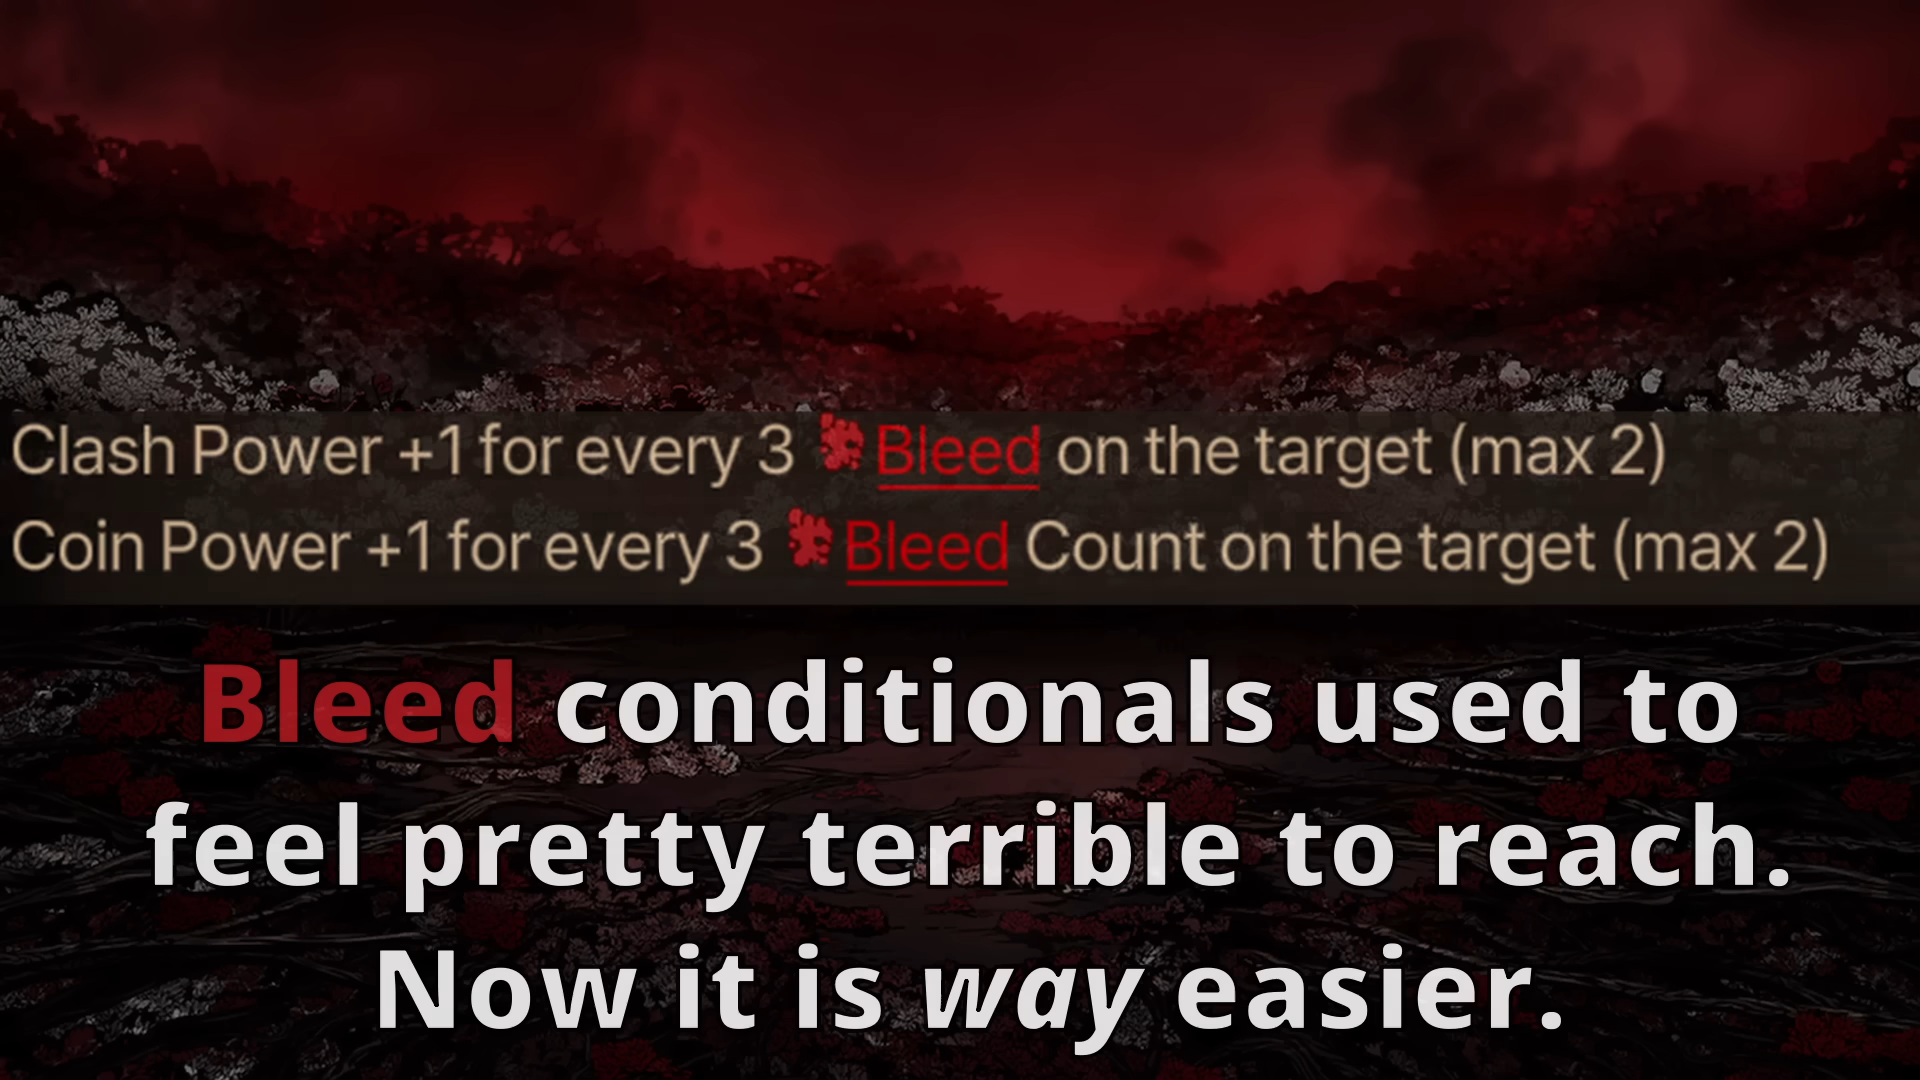 Clash Power +1 for every 3 Bleed on the target (max 2)
Coin Power +1 for every 3 Bleed Count on the target (max 2)
Bleed conditionals used to
feel pretty terrible to reach.
Now it is way easier.